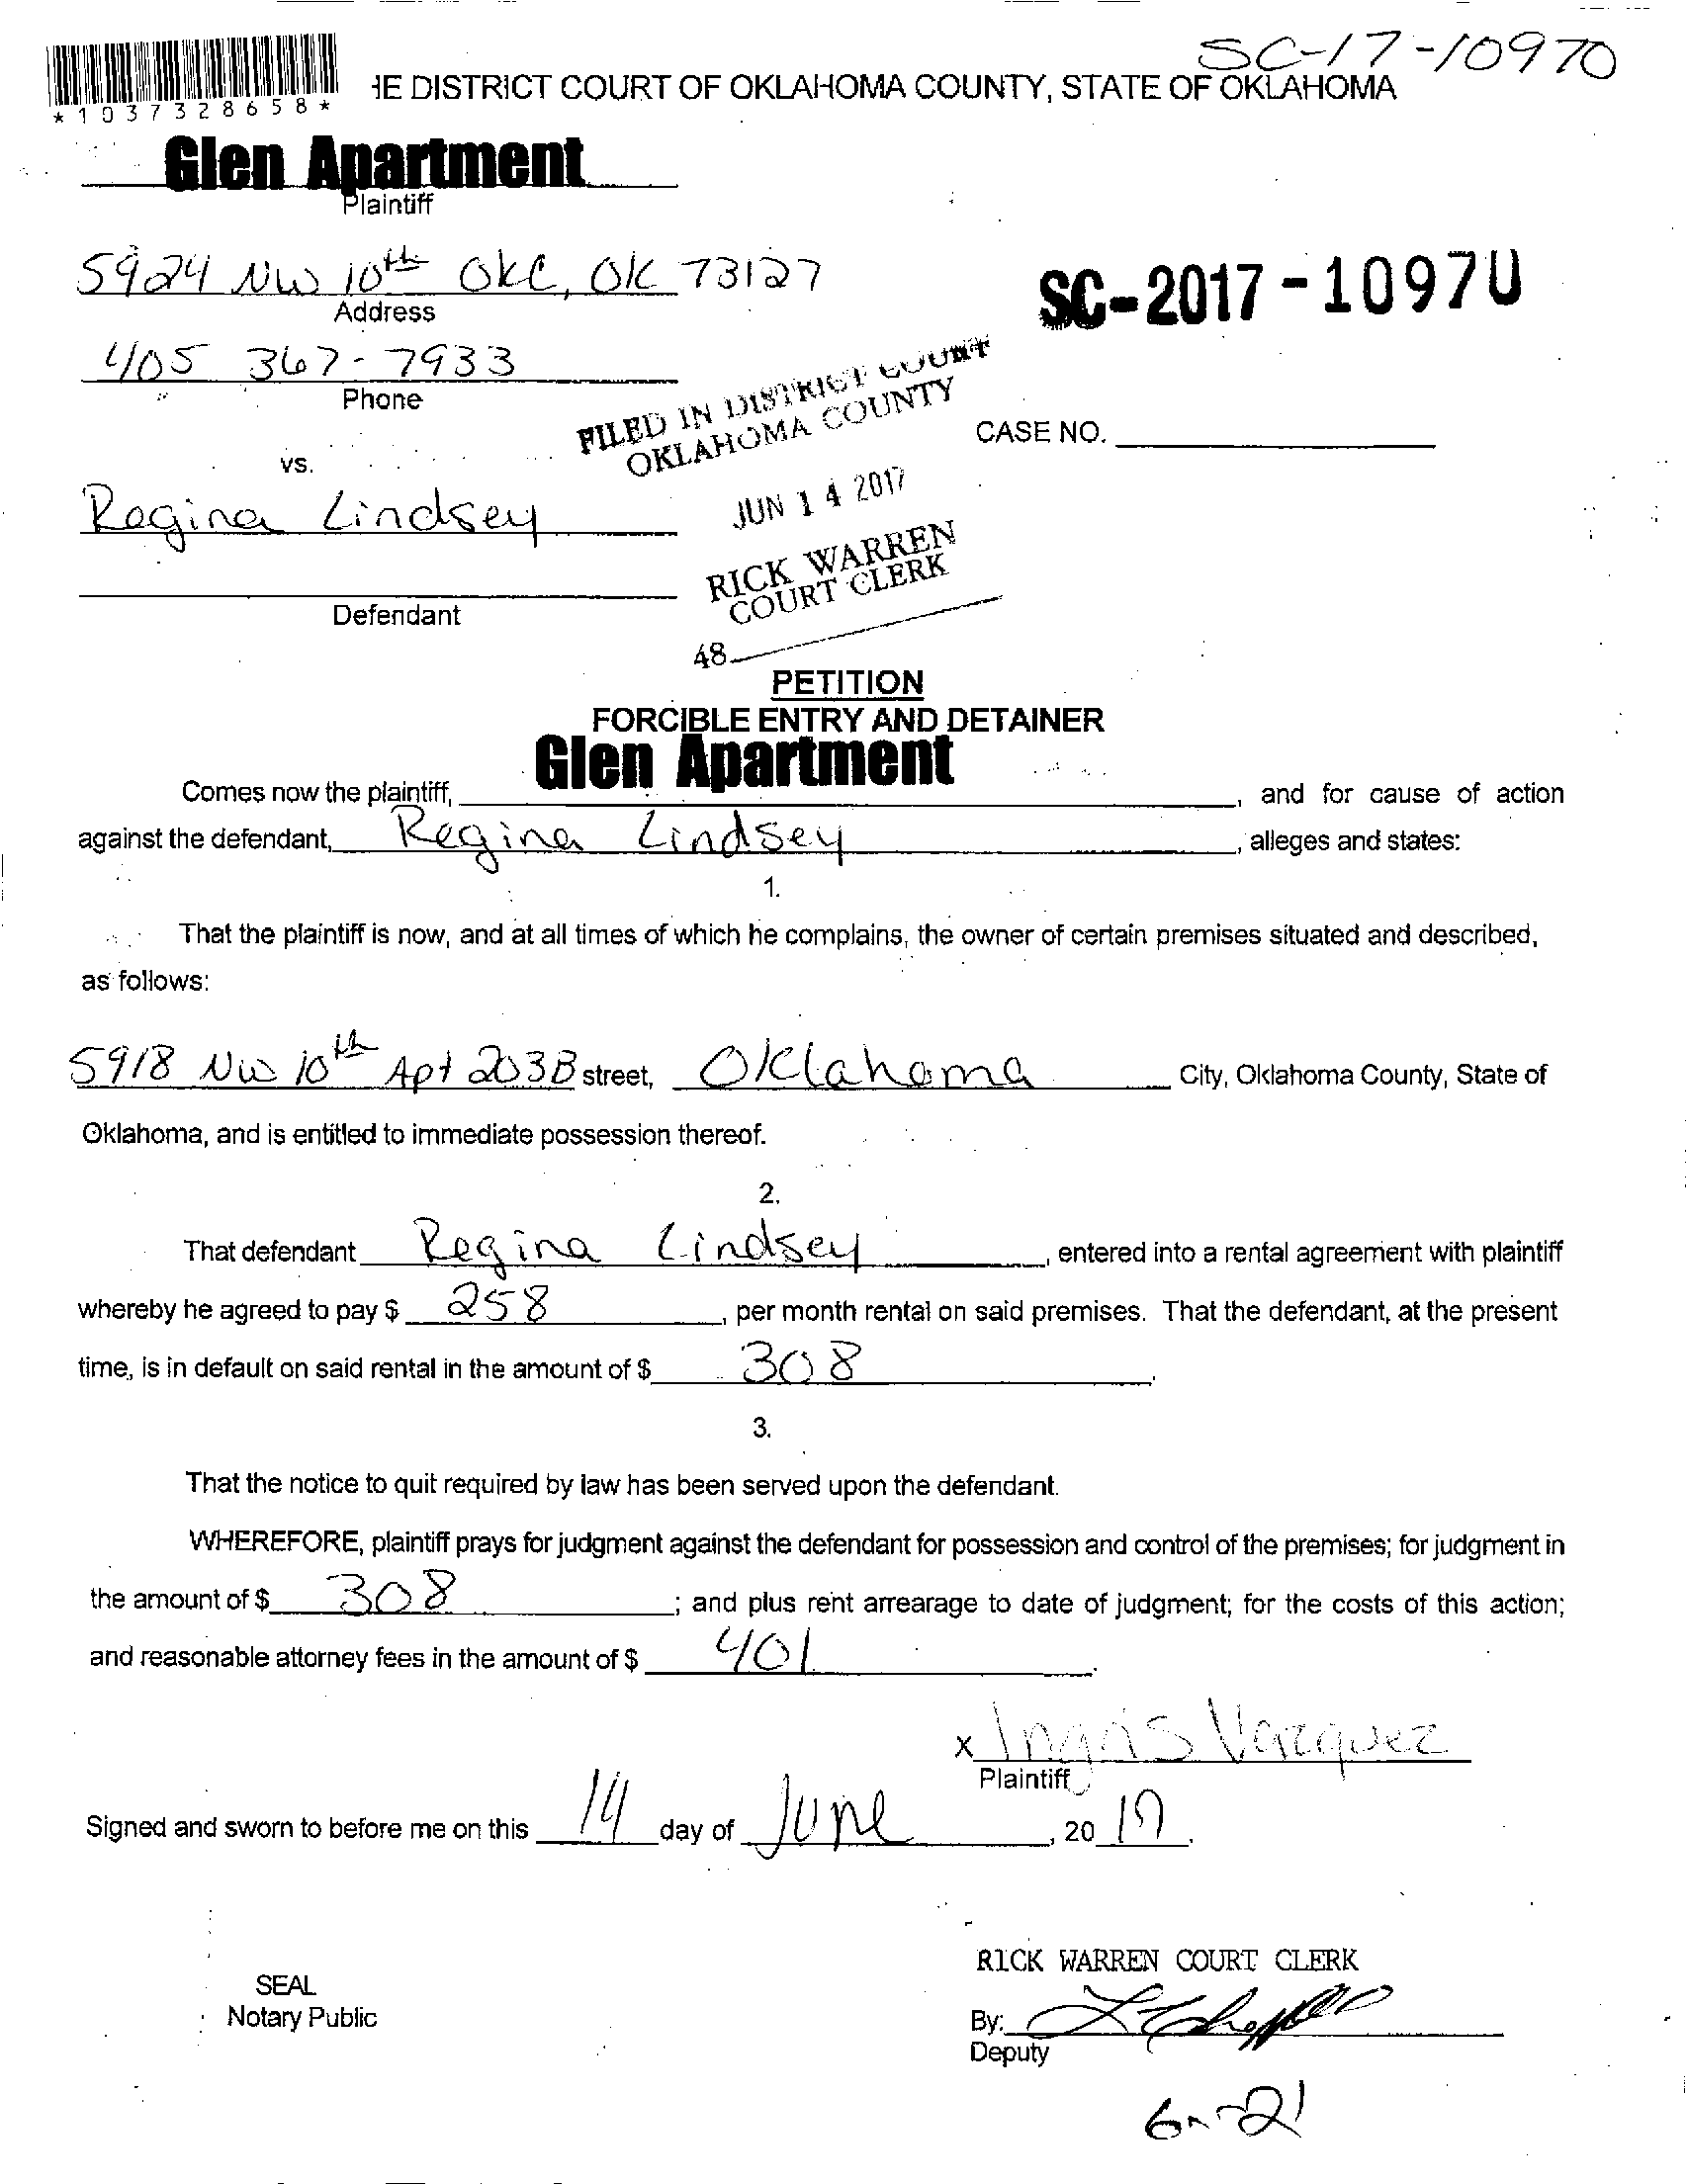 SC-17-10970
*1037328658*
HE DISTRICT COURT OF OKLAHOMA COUNTY, STATE OF OKLAHOMA
Glen Apartment
Plaintiff
5924 NW 10th OKC, OK 73127
Address
SC-2017-1097U
405 367-7933
Phone
FILED IN DISTRICT COURT
OKLAHOMA COUNTY
CASE NO.
vs.
JUN 14 2017
Regina Lindsey
RICK WARREN
COURT CLERK
Defendant
48
PETITION
FORCIBLE ENTRY AND DETAINER
Comes now the plaintiff, Glen Apartment, and for cause of action
against the defendant, Regina Lindsey, alleges and states:
1.
That the plaintiff is now, and at all times of which he complains, the owner of certain premises situated and described,
as follows:
5918 NW 10th Apt 203B street, Oklahoma City, Oklahoma County, State of
Oklahoma, and is entitled to immediate possession thereof.
2.
That defendant Regina Lindsey, entered into a rental agreement with plaintiff
whereby he agreed to pay $ 258, per month rental on said premises. That the defendant, at the present
time, is in default on said rental in the amount of $ 308.
3.
That the notice to quit required by law has been served upon the defendant.
WHEREFORE, plaintiff prays for judgment against the defendant for possession and control of the premises; for judgment in
the amount of $ 308; and plus rent arrearage to date of judgment; for the costs of this action;
and reasonable attorney fees in the amount of $ 401.
x Ingris Vazquez
Plaintiff
Signed and sworn to before me on this 14 day of June, 2017.
RICK WARREN COURT CLERK
SEAL
Notary Public
By:
Deputy
6-21